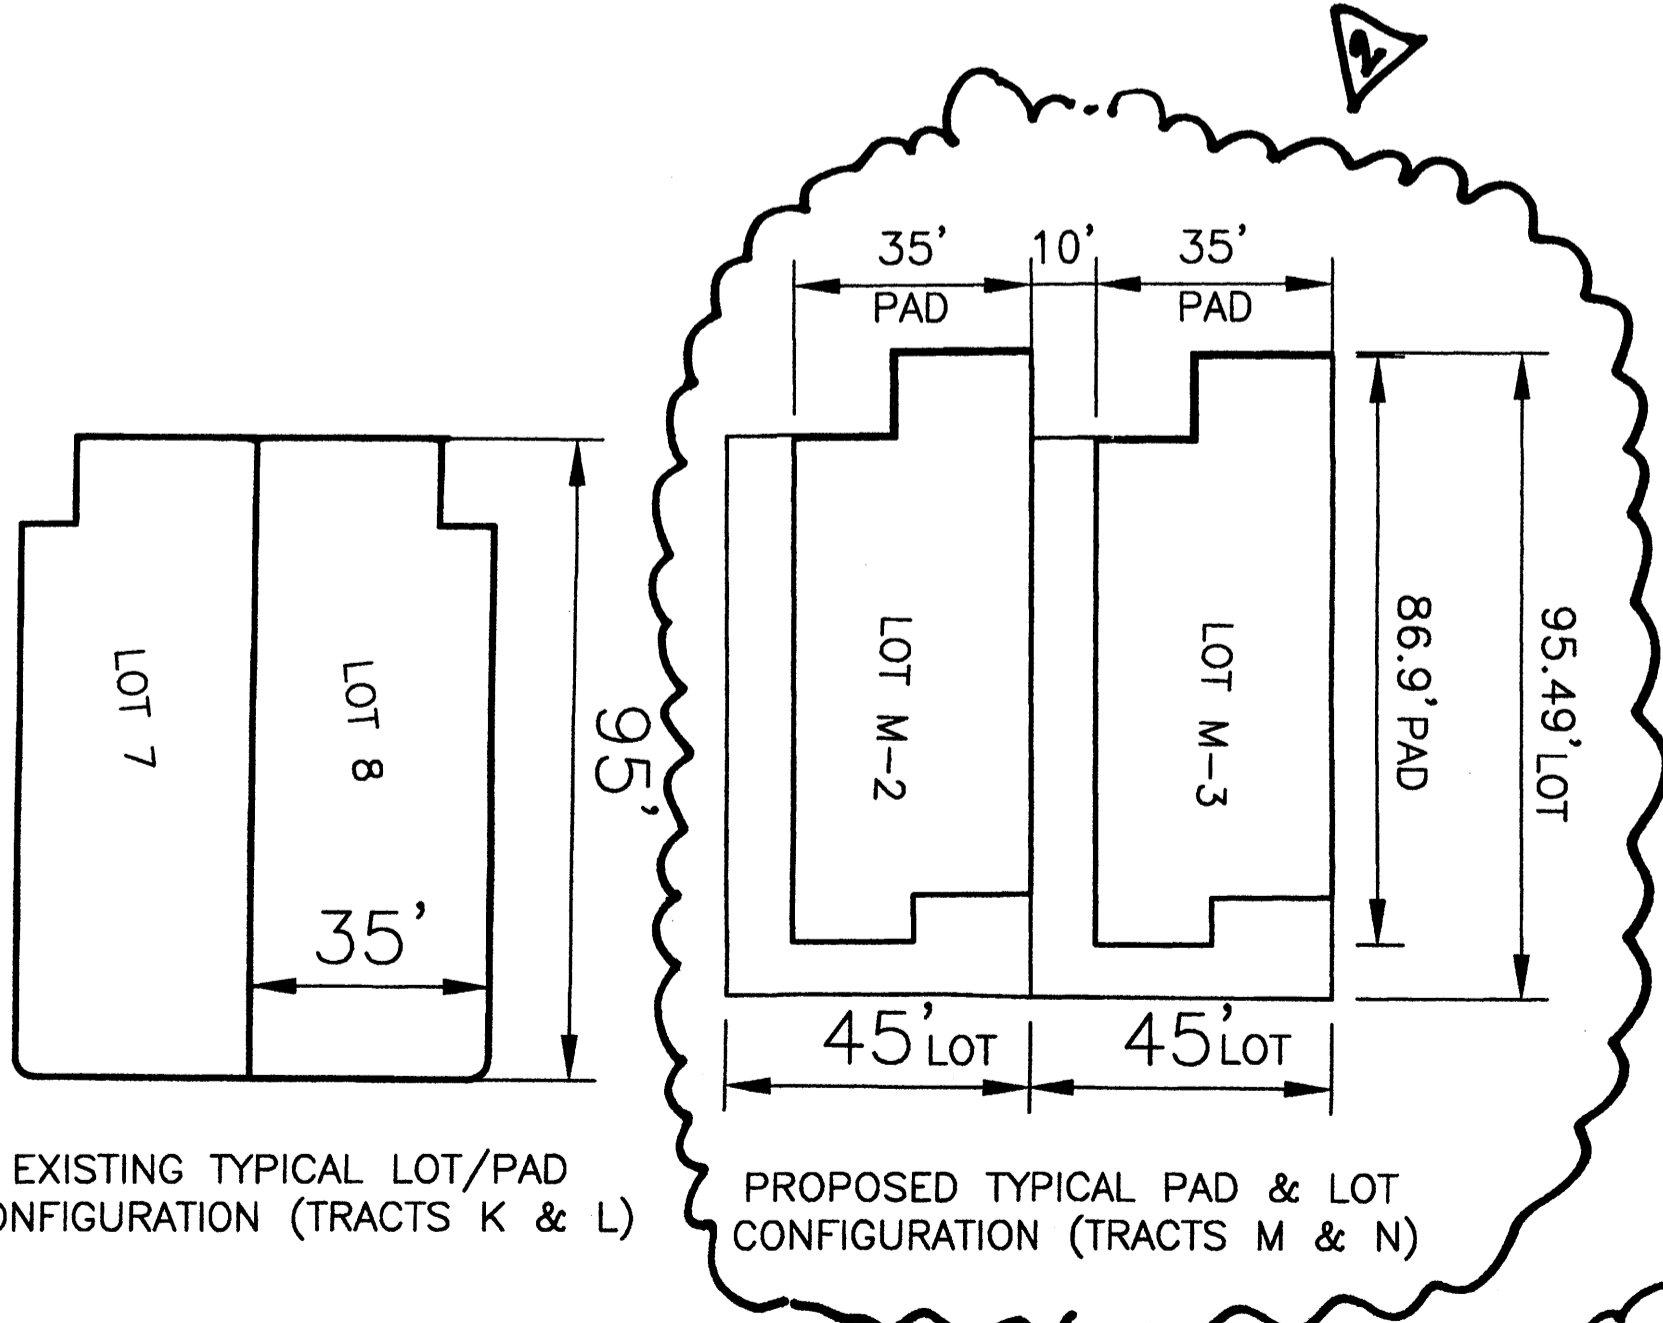 2
35' 10' 35'
PAD PAD
LOT 7
LOT 8
95'
35'
LOT M-2
LOT M-3
86.9' PAD
95.49' LOT
45' LOT 45' LOT
EXISTING TYPICAL LOT/PAD
ONFIGURATION (TRACTS K & L)
PROPOSED TYPICAL PAD & LOT
CONFIGURATION (TRACTS M & N)